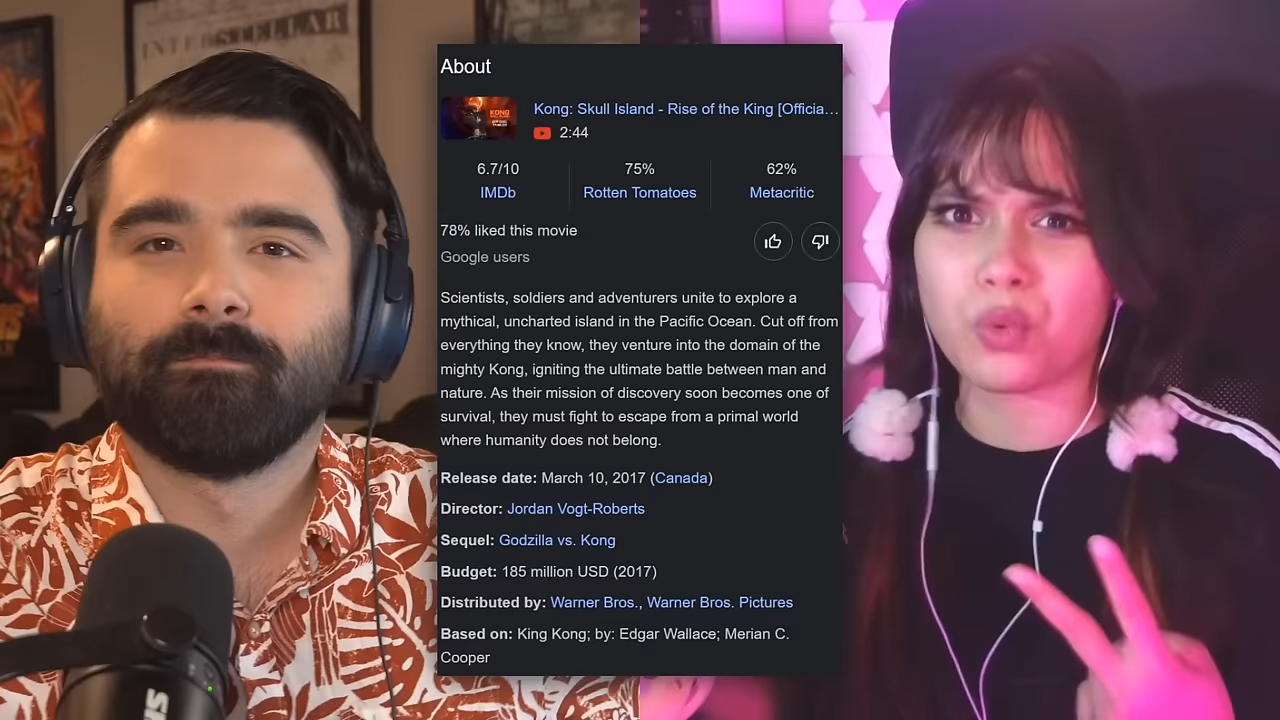 INTERSTELLAR
About
KONG
Kong: Skull Island - Rise of the King [Officia...
2:44
6.7/10
75%
62%
IMDb
Rotten Tomatoes
Metacritic
78% liked this movie
Google users
Scientists, soldiers and adventurers unite to explore a
mythical, uncharted island in the Pacific Ocean. Cut off from
everything they know, they venture into the domain of the
mighty Kong, igniting the ultimate battle between man and
nature. As their mission of discovery soon becomes one of
survival, they must fight to escape from a primal world
where humanity does not belong.
Release date: March 10, 2017 (Canada)
Director: Jordan Vogt-Roberts
Sequel: Godzilla vs. Kong
Budget: 185 million USD (2017)
Distributed by: Warner Bros., Warner Bros. Pictures
Based on: King Kong; by: Edgar Wallace; Merian C.
Cooper